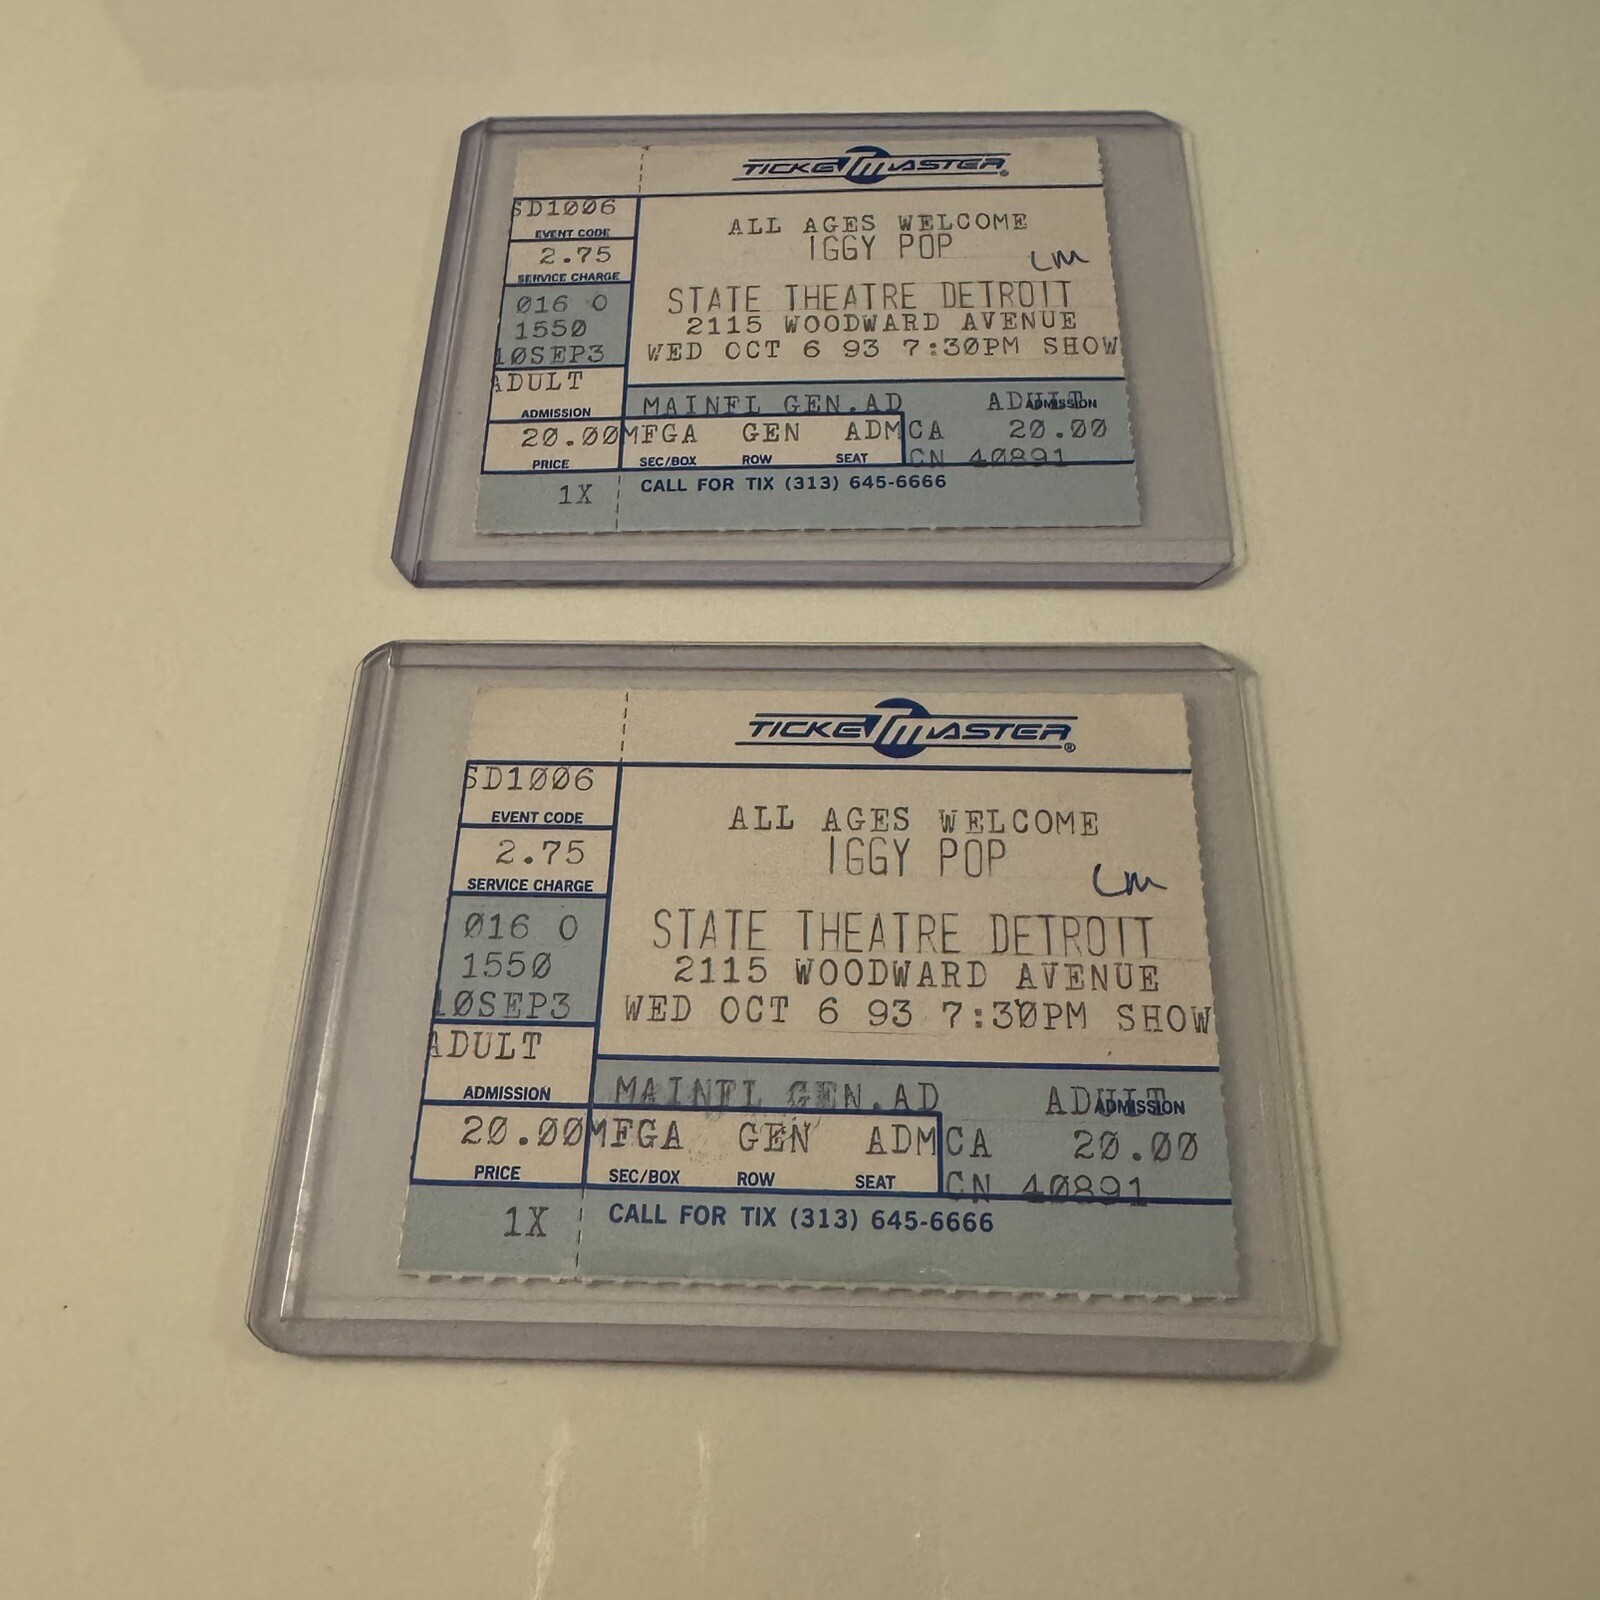 TICKETMASTER®
SD1006
EVENT CODE
2.75
SERVICE CHARGE
016 0
1550
10SEP3
ADULT
ADMISSION
20.00
PRICE
1X
ALL AGES WELCOME
IGGY POP
LM
STATE THEATRE DETROIT
2115 WOODWARD AVENUE
WED OCT 6 93 7:30PM SHOW
MAINFL GEN.AD ADULT
ADMISSION
MFGA GEN ADM CA 20.00
SEC/BOX ROW SEAT CN 40891
CALL FOR TIX (313) 645-6666
TICKETMASTER®
SD1006
EVENT CODE
2.75
SERVICE CHARGE
016 0
1550
10SEP3
ADULT
ADMISSION
20.00
PRICE
1X
ALL AGES WELCOME
IGGY POP
LM
STATE THEATRE DETROIT
2115 WOODWARD AVENUE
WED OCT 6 93 7:30PM SHOW
MAINFL GEN.AD ADULT
ADMISSION
MFGA GEN ADM CA 20.00
SEC/BOX ROW SEAT CN 40891
CALL FOR TIX (313) 645-6666